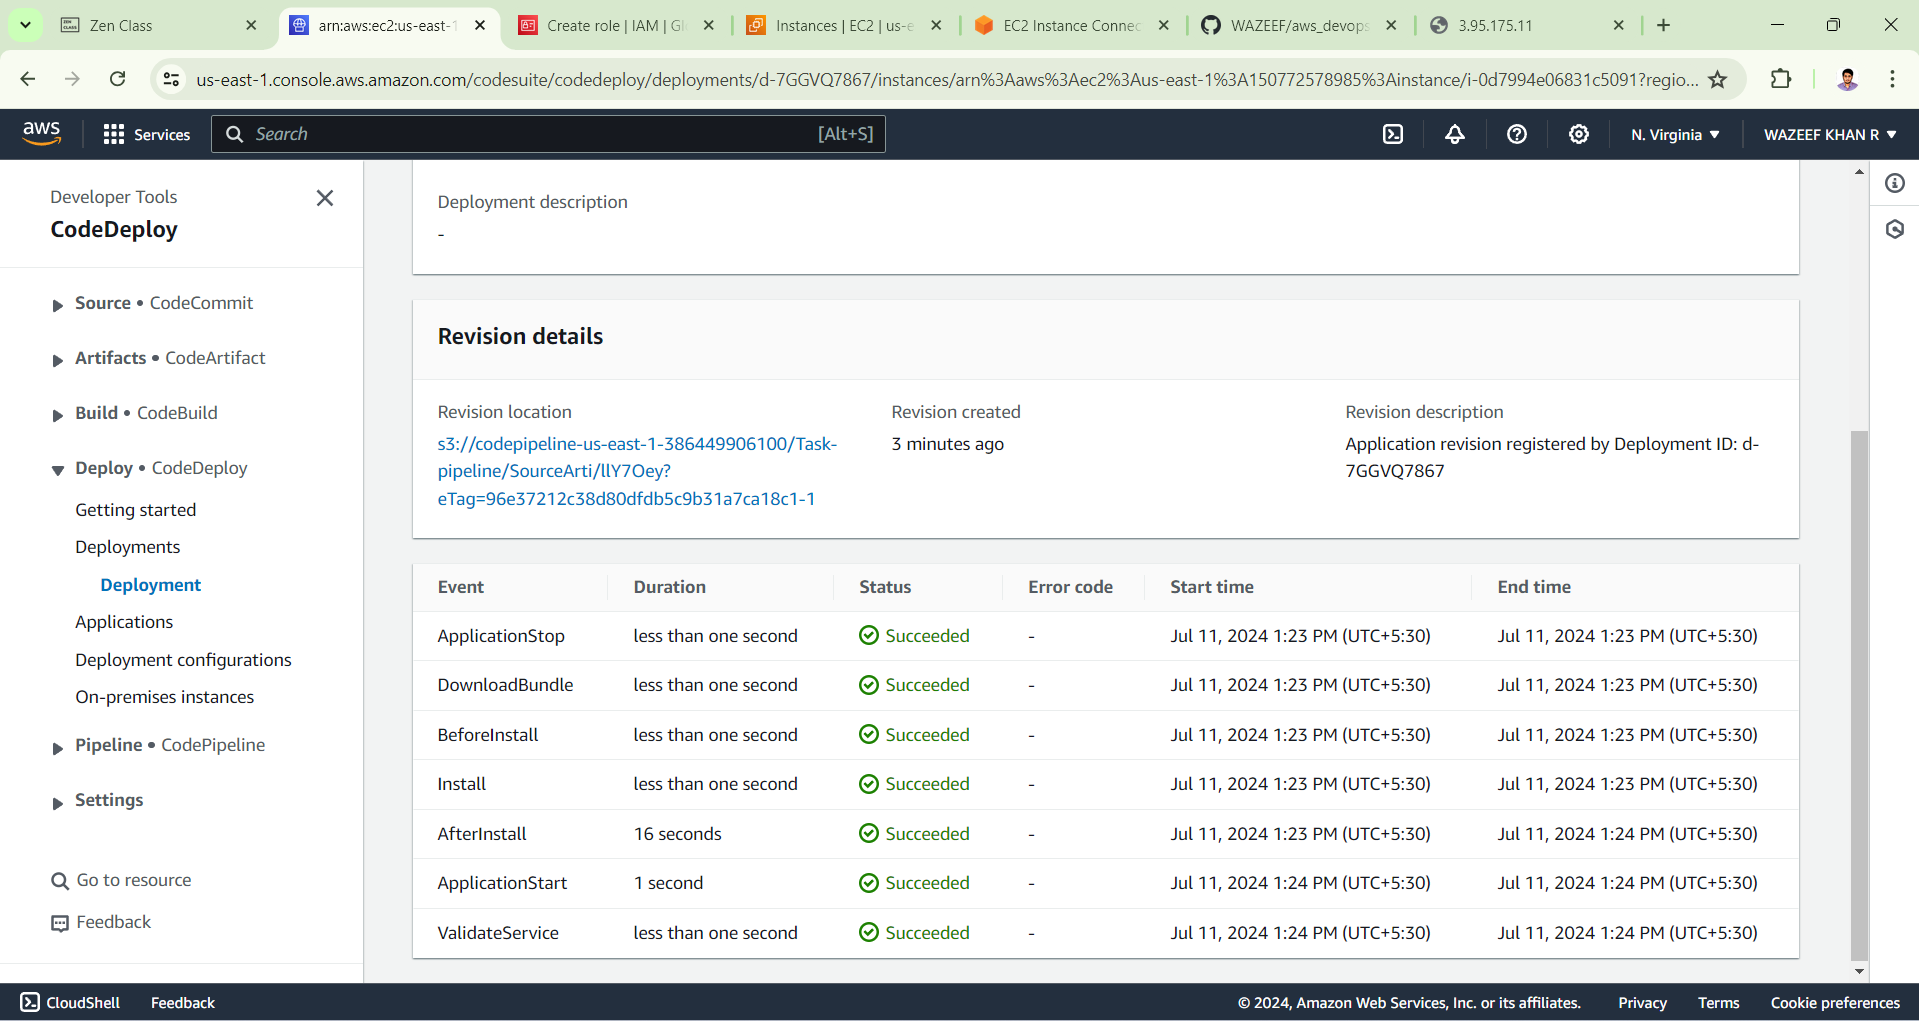 Zen Class
arn:aws:ec2:us-east-1
Create role | IAM | Gl
Instances | EC2 | us-e
EC2 Instance Connec
WAZEEF/aws_devops
3.95.175.11
us-east-1.console.aws.amazon.com/codesuite/codedeploy/deployments/d-7GGVQ7867/instances/arn%3Aaws%3Aec2%3Aus-east-1%3A150772578985%3Ainstance/i-0d7994e06831c5091?regio...
aws
Services
Search
[Alt+S]
N. Virginia
WAZEEF KHAN R
Developer Tools
CodeDeploy
Source • CodeCommit
Artifacts • CodeArtifact
Build • CodeBuild
Deploy • CodeDeploy
Getting started
Deployments
Deployment
Applications
Deployment configurations
On-premises instances
Pipeline • CodePipeline
Settings
Go to resource
Feedback
Deployment description
-
Revision details
Revision location
s3://codepipeline-us-east-1-386449906100/Task-
pipeline/SourceArti/llY7Oey?
eTag=96e37212c38d80dfdb5c9b31a7ca18c1-1
Revision created
3 minutes ago
Revision description
Application revision registered by Deployment ID: d-
7GGVQ7867
Event Duration Status Error code Start time End time
ApplicationStop less than one second Succeeded - Jul 11, 2024 1:23 PM (UTC+5:30) Jul 11, 2024 1:23 PM (UTC+5:30)
DownloadBundle less than one second Succeeded - Jul 11, 2024 1:23 PM (UTC+5:30) Jul 11, 2024 1:23 PM (UTC+5:30)
BeforeInstall less than one second Succeeded - Jul 11, 2024 1:23 PM (UTC+5:30) Jul 11, 2024 1:23 PM (UTC+5:30)
Install less than one second Succeeded - Jul 11, 2024 1:23 PM (UTC+5:30) Jul 11, 2024 1:23 PM (UTC+5:30)
AfterInstall 16 seconds Succeeded - Jul 11, 2024 1:23 PM (UTC+5:30) Jul 11, 2024 1:24 PM (UTC+5:30)
ApplicationStart 1 second Succeeded - Jul 11, 2024 1:24 PM (UTC+5:30) Jul 11, 2024 1:24 PM (UTC+5:30)
ValidateService less than one second Succeeded - Jul 11, 2024 1:24 PM (UTC+5:30) Jul 11, 2024 1:24 PM (UTC+5:30)
CloudShell Feedback © 2024, Amazon Web Services, Inc. or its affiliates. Privacy Terms Cookie preferences